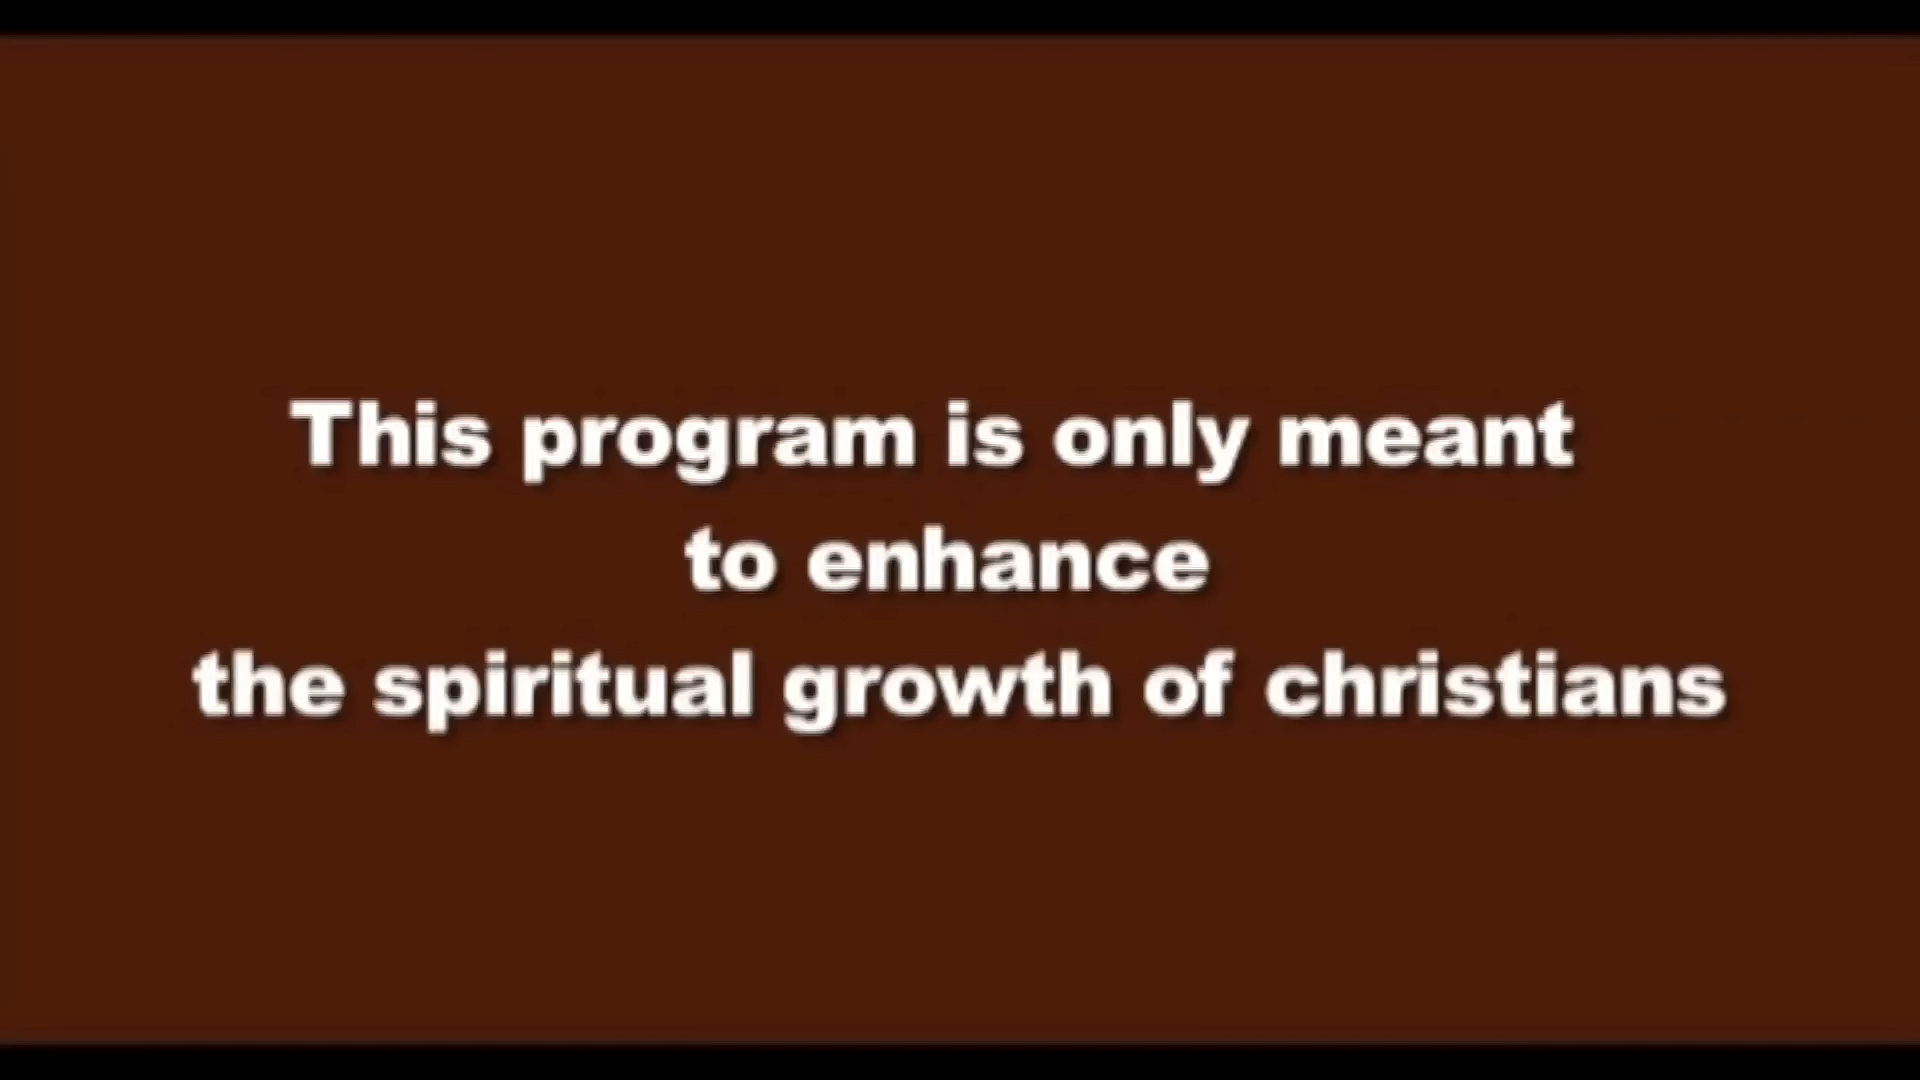 This program is only meant
to enhance
the spiritual growth of christians